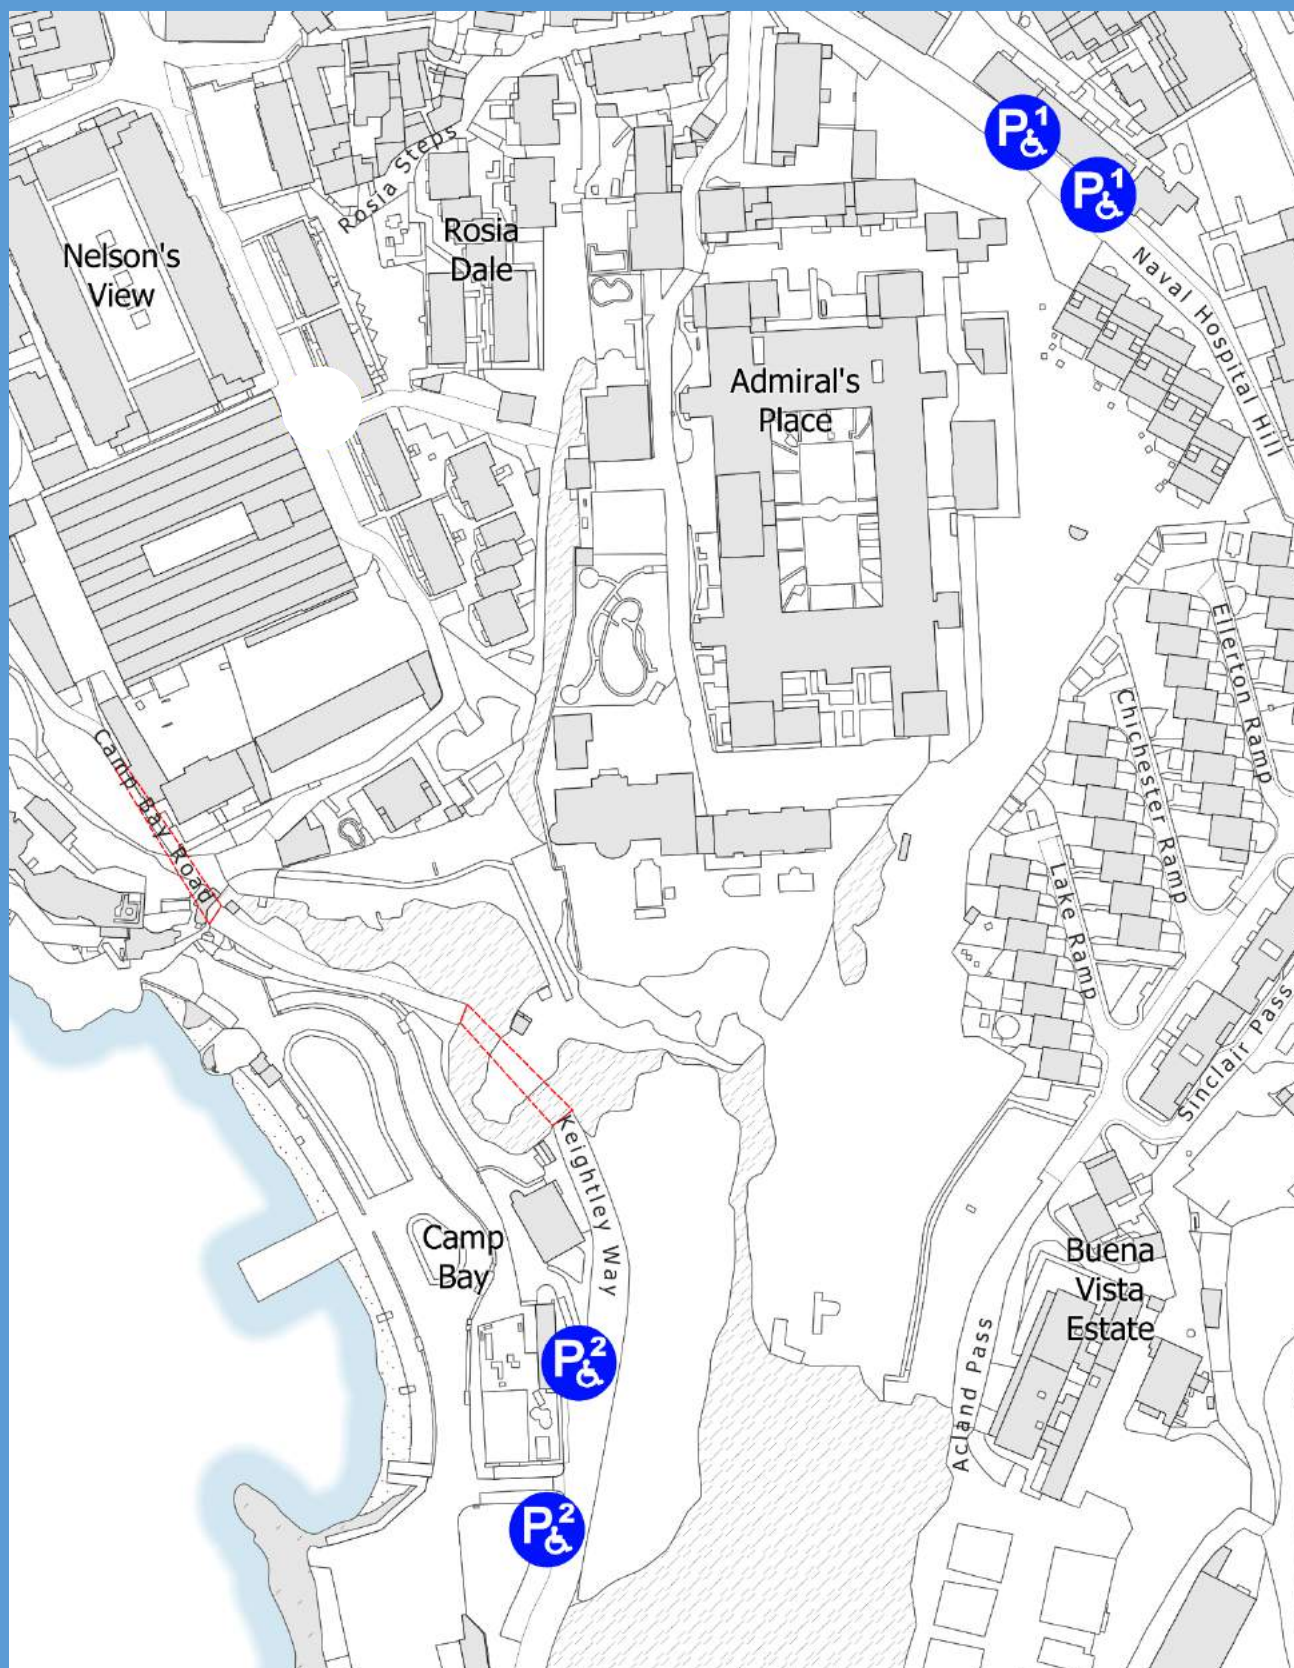 P 1
P 1
Rosia Steps
Nelson's
View
Rosia
Dale
Naval Hospital Hill
Admiral's
Place
Ellerton Ramp
Chichester Ramp
Camp Bay Road
Lake Ramp
Sinclair Pass
Keightley Way
Camp
Bay
Buena
Vista
Estate
Acland Pass
P 2
P 2